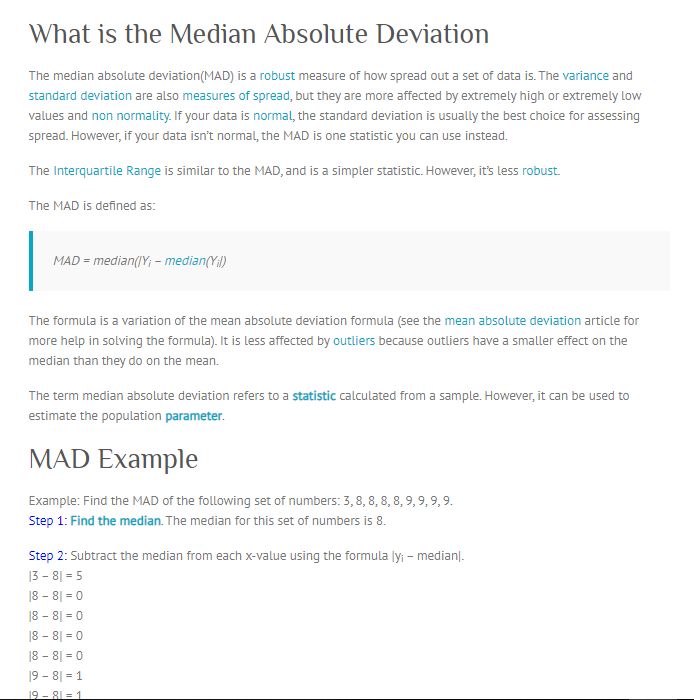 What is the Median Absolute Deviation
The median absolute deviation(MAD) is a robust measure of how spread out a set of data is. The variance and
standard deviation are also measures of spread, but they are more affected by extremely high or extremely low
values and non normality. If your data is normal, the standard deviation is usually the best choice for assessing
spread. However, if your data isn't normal, the MAD is one statistic you can use instead.
The Interquartile Range is similar to the MAD, and is a simpler statistic. However, it's less robust.
The MAD is defined as:
MAD = median(|Yi – median(Yi|)
The formula is a variation of the mean absolute deviation formula (see the mean absolute deviation article for
more help in solving the formula). It is less affected by outliers because outliers have a smaller effect on the
median than they do on the mean.
The term median absolute deviation refers to a statistic calculated from a sample. However, it can be used to
estimate the population parameter.
MAD Example
Example: Find the MAD of the following set of numbers: 3, 8, 8, 8, 8, 9, 9, 9, 9.
Step 1: Find the median. The median for this set of numbers is 8.
Step 2: Subtract the median from each x-value using the formula |yi – median|.
|3 – 8| = 5
|8 – 8| = 0
|8 – 8| = 0
|8 – 8| = 0
|8 – 8| = 0
|9 – 8| = 1
|9 – 8| = 1